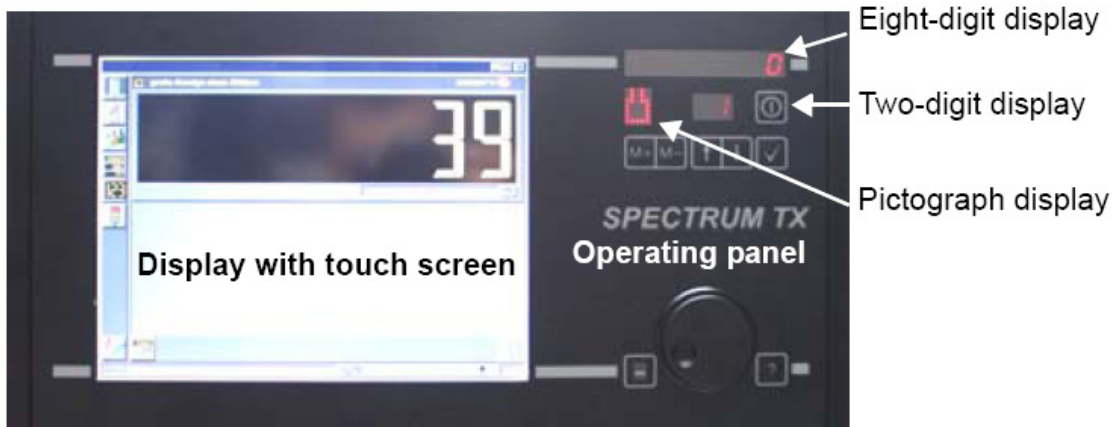 Eight-digit display
0
Two-digit display
1
39
M+ M-
Pictograph display
SPECTRUM TX
Operating panel
Display with touch screen
?